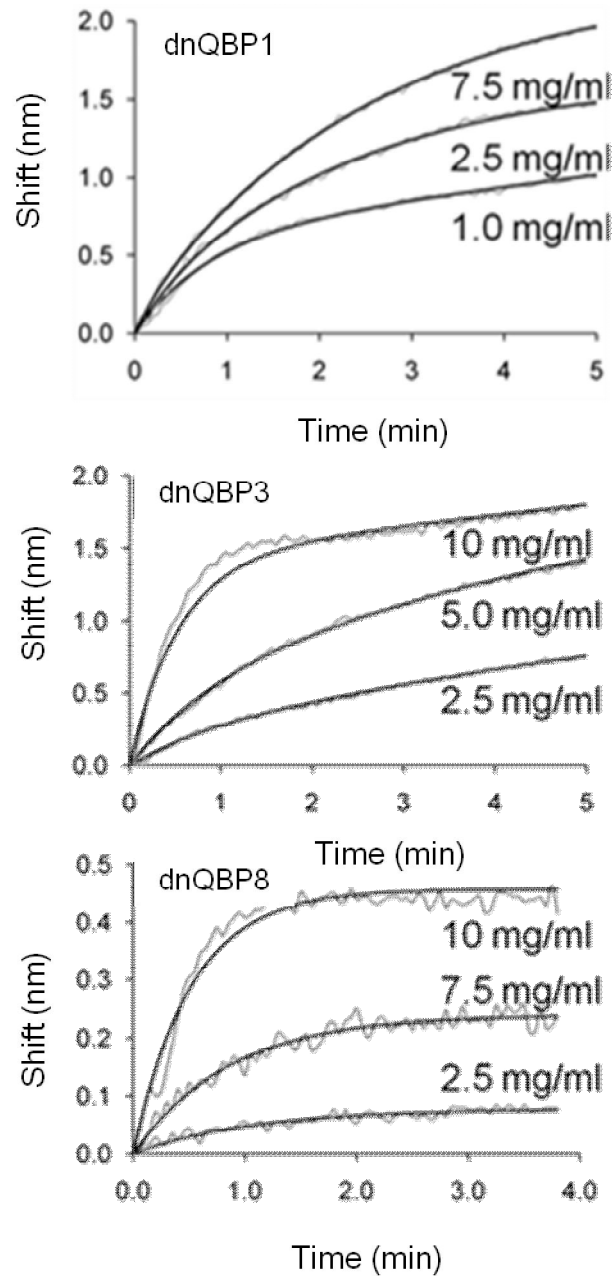 dnQBP1
Shift (nm)
2.0
1.5
1.0
0.5
0.0
7.5 mg/ml
2.5 mg/ml
1.0 mg/ml
0 1 2 3 4 5
Time (min)
dnQBP3
Shift (nm)
2.0
1.5
1.0
0.5
0.0
10 mg/ml
5.0 mg/ml
2.5 mg/ml
0 1 2 3 4 5
Time (min)
dnQBP8
Shift (nm)
0.5
0.4
0.3
0.2
0.1
0.0
10 mg/ml
7.5 mg/ml
2.5 mg/ml
0.0 1.0 2.0 3.0 4.0
Time (min)